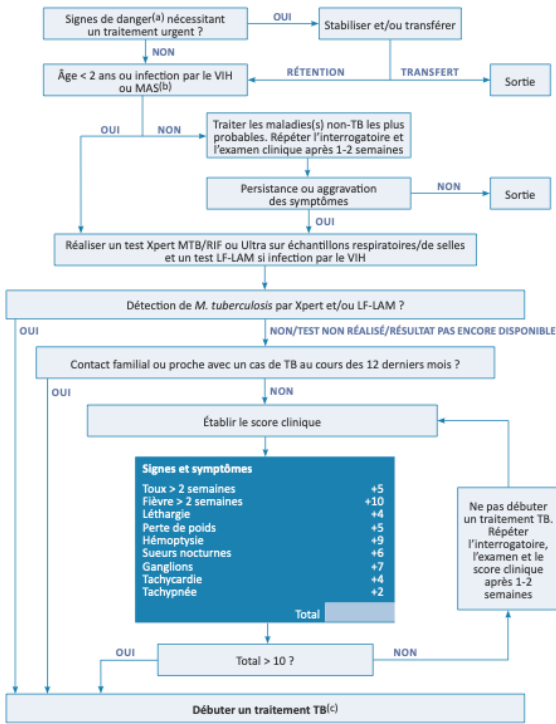 Signes de danger(a) nécessitant
un traitement urgent ?
OUI
Stabiliser et/ou transférer
NON
Âge < 2 ans ou infection par le VIH
ou MAS(b)
RÉTENTION
TRANSFERT
Sortie
OUI
NON
Traiter les maladies(s) non-TB les plus
probables. Répéter l’interrogatoire et
l’examen clinique après 1-2 semaines
Persistance ou aggravation
des symptômes
NON
Sortie
OUI
Réaliser un test Xpert MTB/RIF ou Ultra sur échantillons respiratoires/de selles
et un test LF-LAM si infection par le VIH
Détection de M. tuberculosis par Xpert et/ou LF-LAM ?
OUI
NON/TEST NON RÉALISÉ/RÉSULTAT PAS ENCORE DISPONIBLE
Contact familial ou proche avec un cas de TB au cours des 12 derniers mois ?
OUI
NON
Établir le score clinique
Signes et symptômes
Toux > 2 semaines +5
Fièvre > 2 semaines +10
Léthargie +4
Perte de poids +5
Hémoptysie +9
Sueurs nocturnes +6
Ganglions +7
Tachycardie +4
Tachypnée +2
Total
Ne pas débuter
un traitement TB.
Répéter
l’interrogatoire,
l’examen et le
score clinique
après 1-2
semaines
OUI
Total > 10 ?
NON
Débuter un traitement TB(c)